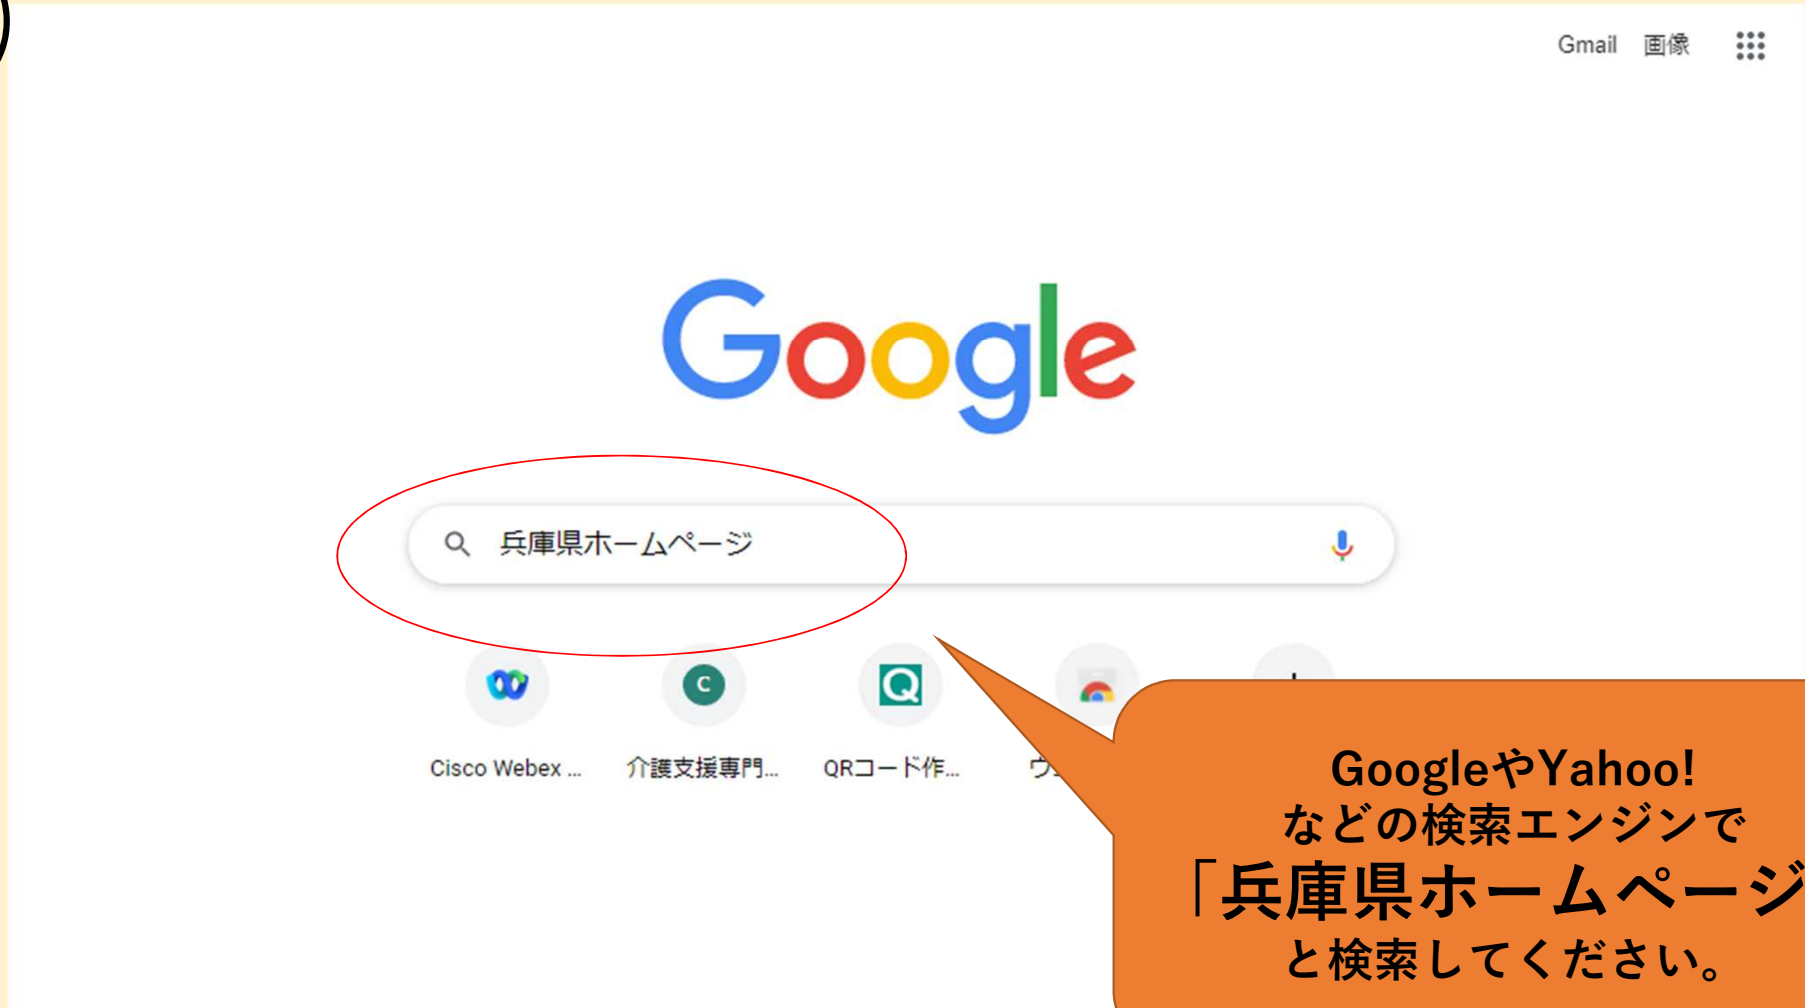 Gmail 画像
Google
兵庫県ホームページ
Cisco Webex ... 介護支援専門... QRコード作...
GoogleやYahoo!
などの検索エンジンで
「兵庫県ホームページ
と検索してください。